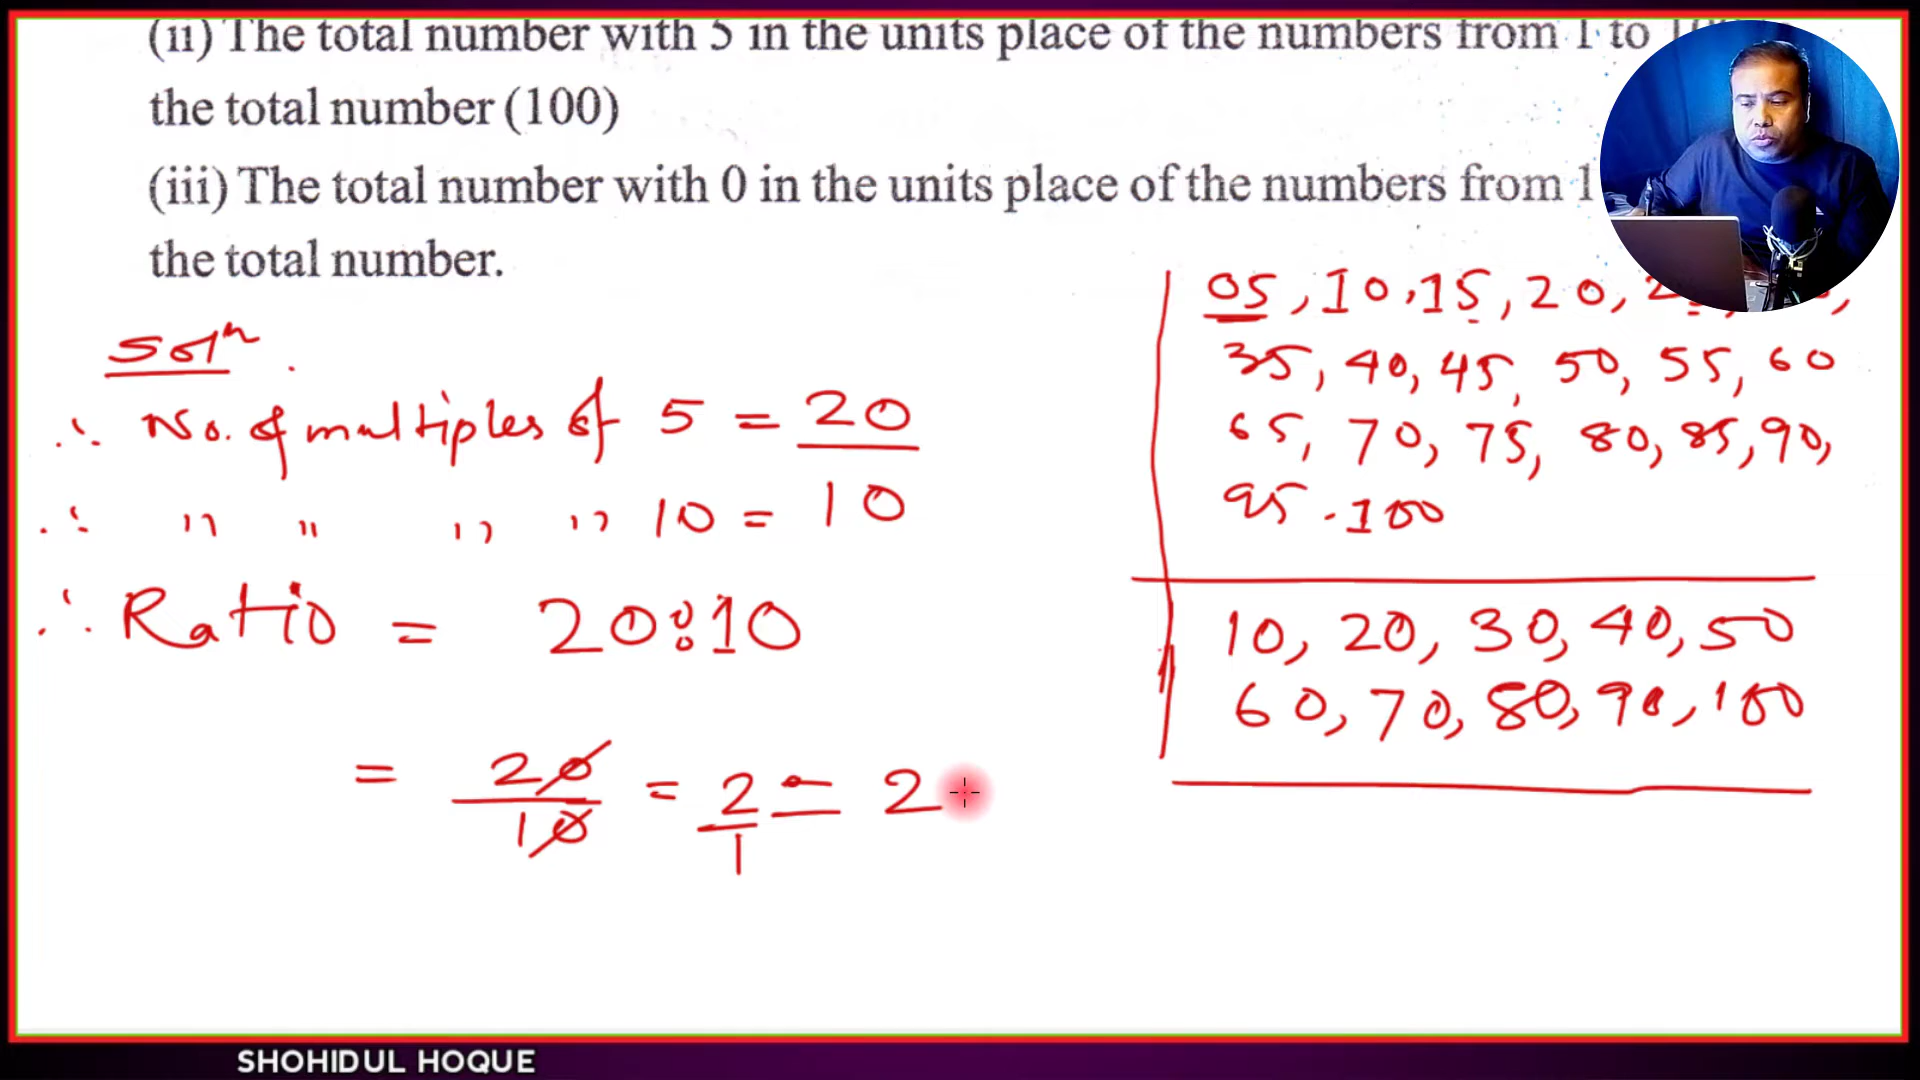 (ii) The total number with 5 in the units place of the numbers from 1 to
the total number (100)
(iii) The total number with 0 in the units place of the numbers from 1
the total number.
Solⁿ.
∴ No. of multiples of 5 = 20
∴ " " " " 10 = 10
∴ Ratio = 20:10
= 20/10 = 2/1 = 2
05, 10, 15, 20,
35, 40, 45, 50, 55, 60
65, 70, 75, 80, 85, 90,
95, 100
10, 20, 30, 40, 50
60, 70, 80, 90, 100
SHOHIDUL HOQUE